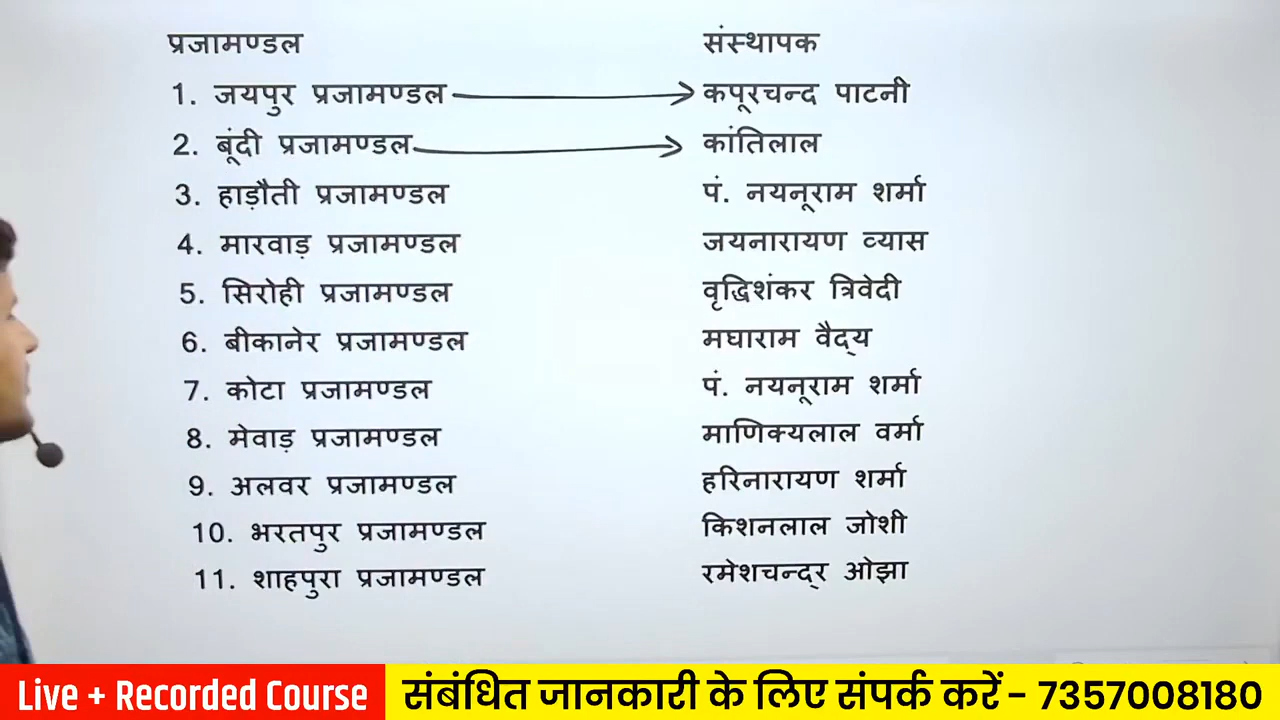 प्रजामण्डल संस्थापक
1. जयपुर प्रजामण्डल कपूरचन्द पाटनी
2. बूंदी प्रजामण्डल कांतिलाल
3. हाड़ौती प्रजामण्डल पं. नयनूराम शर्मा
4. मारवाड़ प्रजामण्डल जयनारायण व्यास
5. सिरोही प्रजामण्डल वृद्धिशंकर त्रिवेदी
6. बीकानेर प्रजामण्डल मघाराम वैद्‌य
7. कोटा प्रजामण्डल पं. नयनूराम शर्मा
8. मेवाड़ प्रजामण्डल माणिक्यलाल वर्मा
9. अलवर प्रजामण्डल हरिनारायण शर्मा
10. भरतपुर प्रजामण्डल किशनलाल जोशी
11. शाहपुरा प्रजामण्डल रमेशचन्द्‌र ओझा
Live + Recorded Course संबंधित जानकारी के लिए संपर्क करें - 7357008180